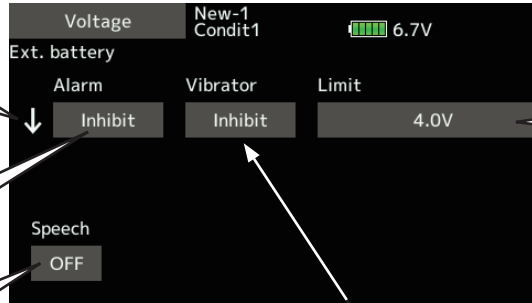 Voltage
New-1
Condit1
6.7V
Ext. battery
Alarm
Vibrator
Limit
Inhibit
Inhibit
4.0V
Speech
OFF